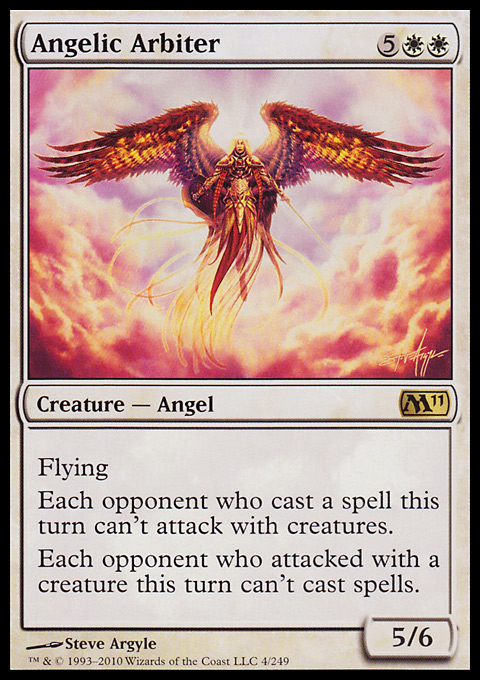 Angelic Arbiter 5
Creature — Angel M11
Flying
Each opponent who cast a spell this
turn can't attack with creatures.
Each opponent who attacked with a
creature this turn can't cast spells.
Steve Argyle
5/6
™ & © 1993–2010 Wizards of the Coast LLC 4/249